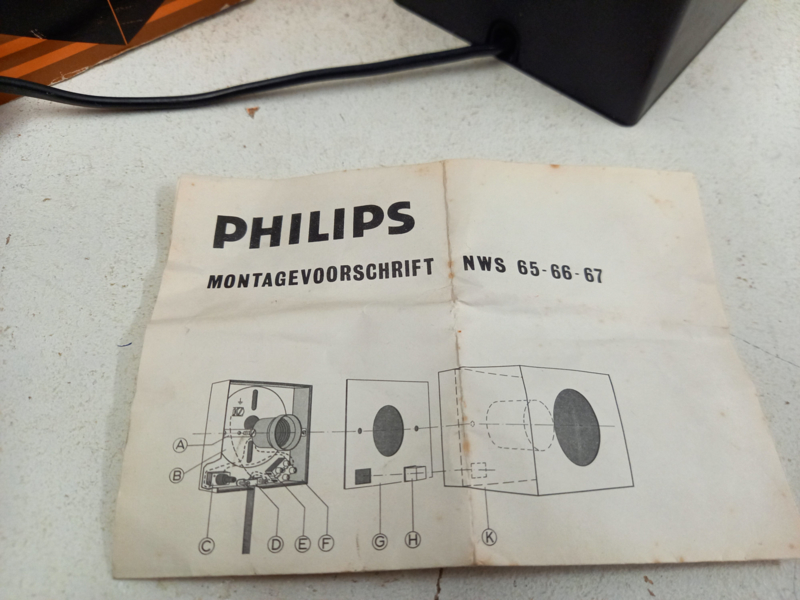 PHILIPS
MONTAGEVOORSCHRIFT NWS 65-66-67
A
B
C D E F G H K